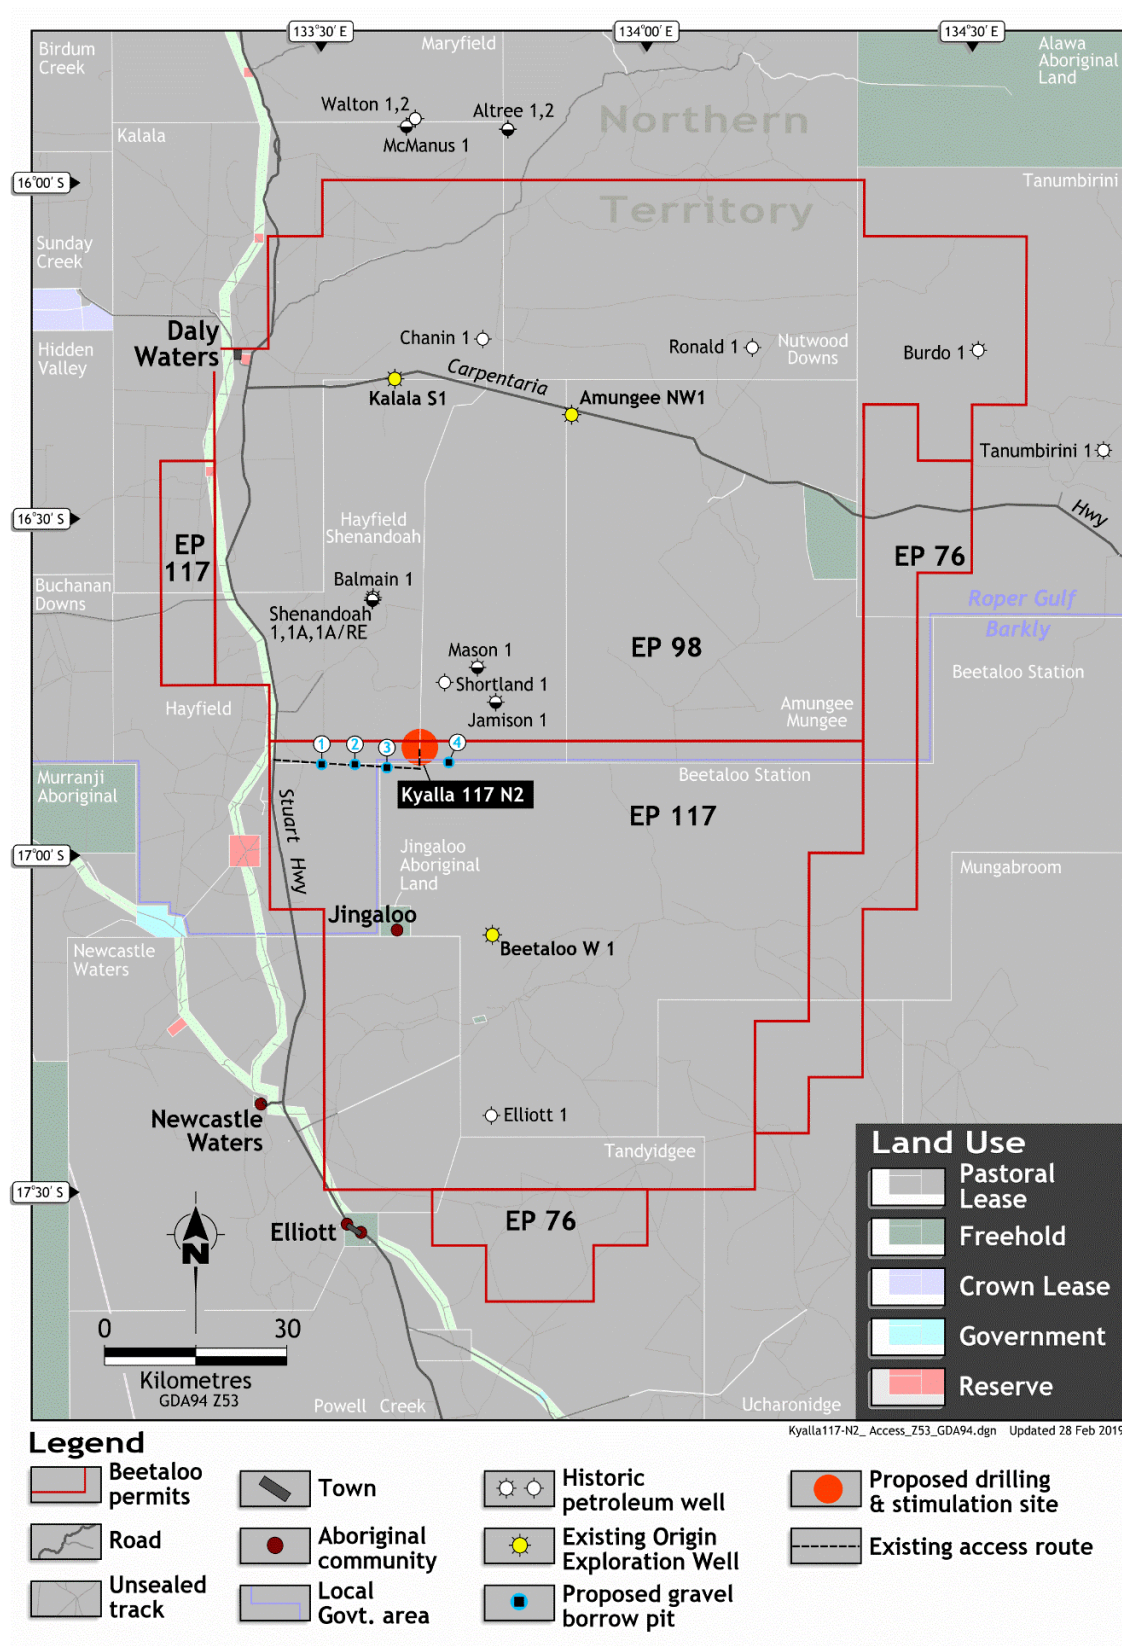 133°30' E
134°00' E
134°30' E
Birdum
Creek
Maryfield
Alawa
Aboriginal
Land
Walton 1,2
Altree 1,2
McManus 1
Northern
Kalala
16°00' S
Tanumbirini
Territory
Sunday
Creek
Daly
Waters
Hidden
Valley
Chanin 1
Ronald 1
Nutwood
Downs
Burdo 1
Carpentaria
Kalala S1
Amungee NW1
Tanumbirini 1
16°30' S
Hwy
Hayfield
Shenandoah
EP
117
EP 76
Buchanan
Downs
Balmain 1
Shenandoah
1,1A,1A/RE
Roper Gulf
Barkly
EP 98
Mason 1
Shortland 1
Jamison 1
Beetaloo Station
Hayfield
Amungee
Mungee
1
2
3
4
Murranji
Aboriginal
Beetaloo Station
Kyalla 117 N2
EP 117
Stuart Hwy
17°00' S
Jingaloo
Aboriginal
Land
Mungabroom
Jingaloo
Newcastle
Waters
Beetaloo W 1
Newcastle
Waters
Elliott 1
Tandyidgee
17°30' S
Elliott
EP 76
N
0 30
Kilometres
GDA94 Z53
Powell Creek
Ucharonidge
Land Use
Pastoral
Lease
Freehold
Crown Lease
Government
Reserve
Kyalla117-N2_ Access_Z53_GDA94.dgn Updated 28 Feb 2019
Legend
Beetaloo
permits
Road
Unsealed
track
Town
Aboriginal
community
Local
Govt. area
Historic
petroleum well
Existing Origin
Exploration Well
Proposed gravel
borrow pit
Proposed drilling
& stimulation site
Existing access route